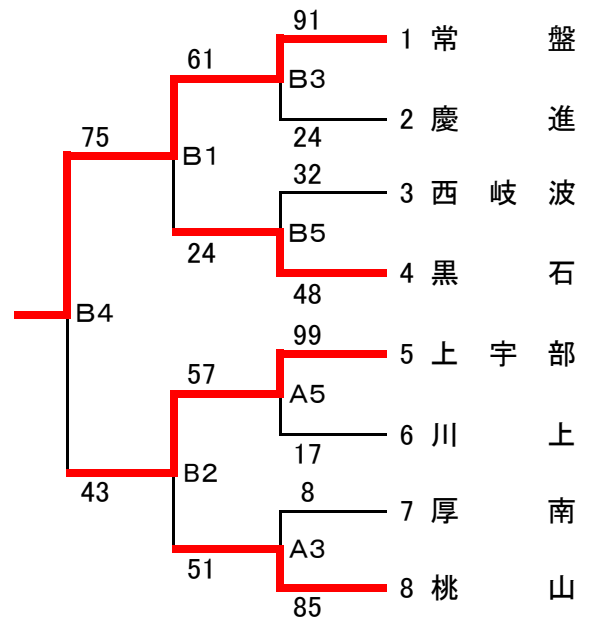 91
1 常 盤
61
B3
2 慶 進
24
75
B1
32
3 西 岐 波
B5
24
4 黒 石
48
B4
99
5 上 宇 部
57
A5
6 川 上
17
B2
43
8
7 厚 南
A3
51
8 桃 山
85